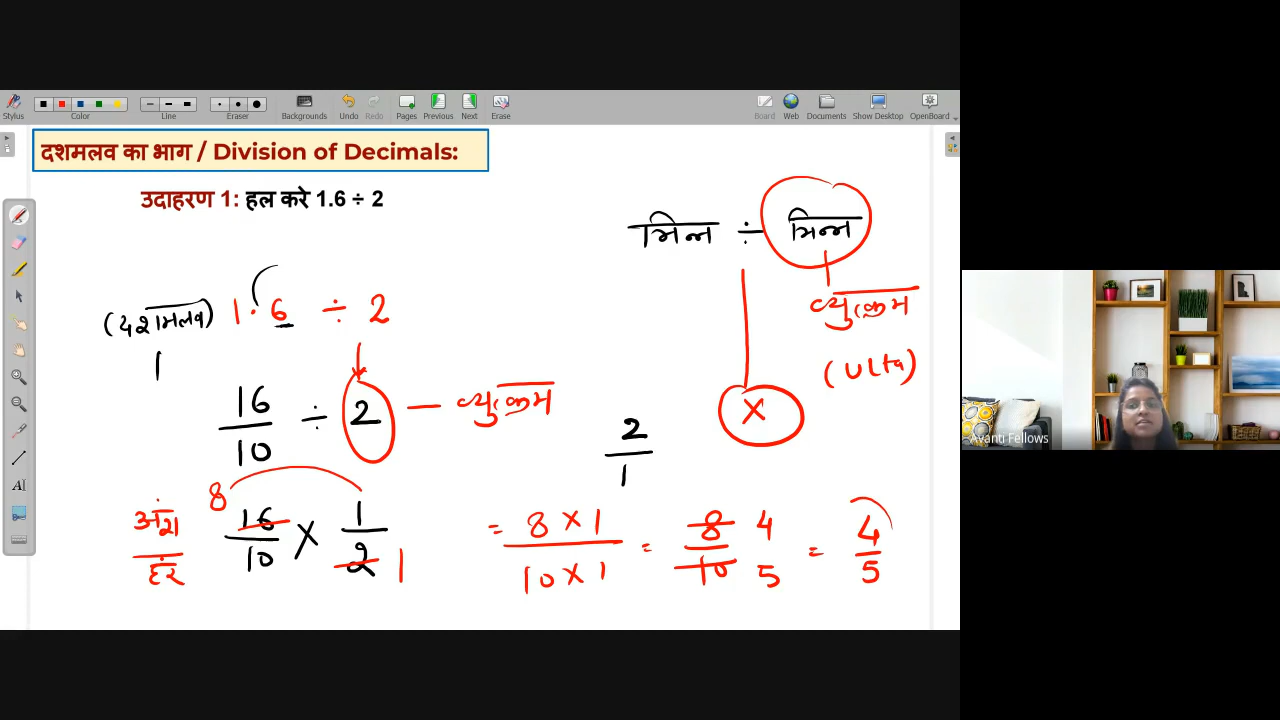 Stylus Color Line Eraser Backgrounds Undo Redo Pages Previous Next Erase Board Web Documents Show Desktop OpenBoard
दशमलव का भाग / Division of Decimals:
उदाहरण 1: हल करे 1.6 ÷ 2
भिन्न ÷ भिन्न
व्युत्क्रम
(Ulta)
×
(दशमलव) 1.6 ÷ 2
1
16/10 ÷ 2 — व्युत्क्रम
2/1
अंश
हर
8
16/10 × 1/2 1
= 8 × 1 / 10 × 1 = 8/10 4/5 = 4/5
Avanti Fellows